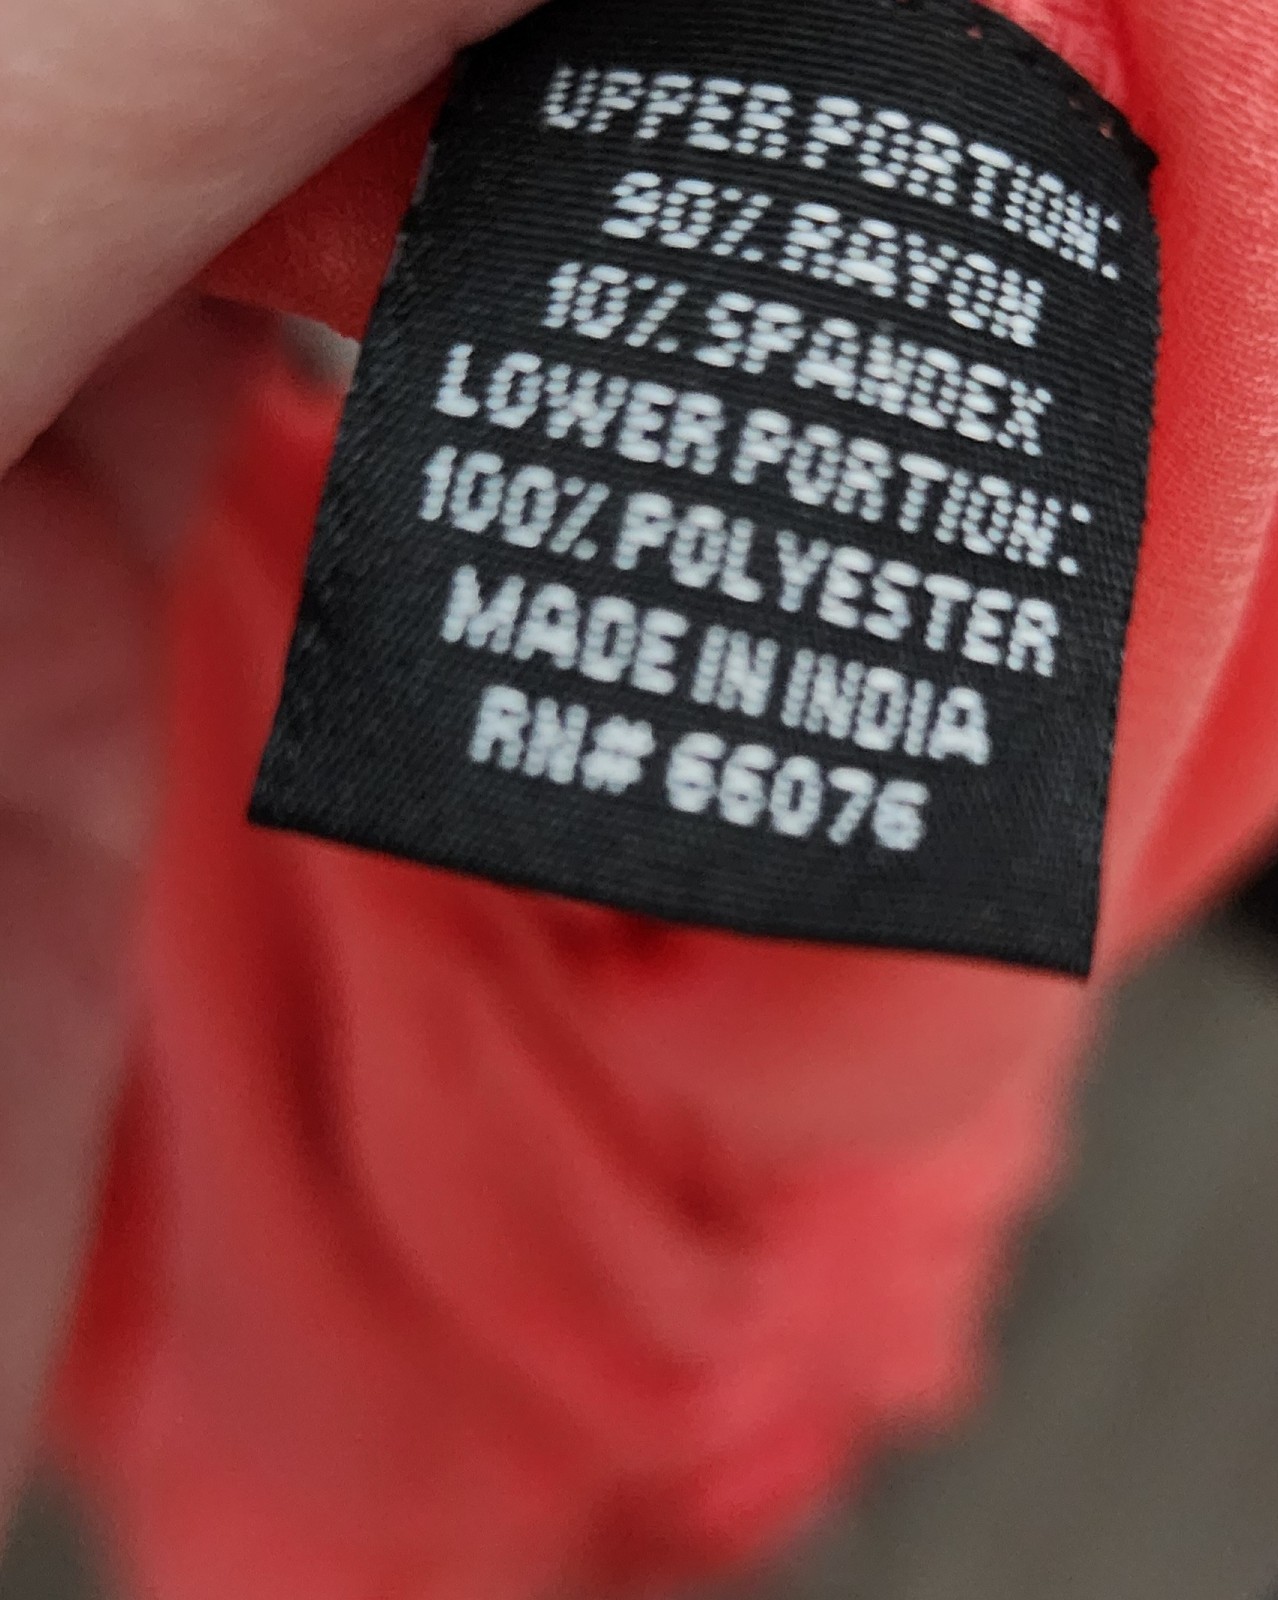 UPPER PORTION:
90% RAYON
10% SPANDEX
LOWER PORTION:
100% POLYESTER
MADE IN INDIA
RN# 66076